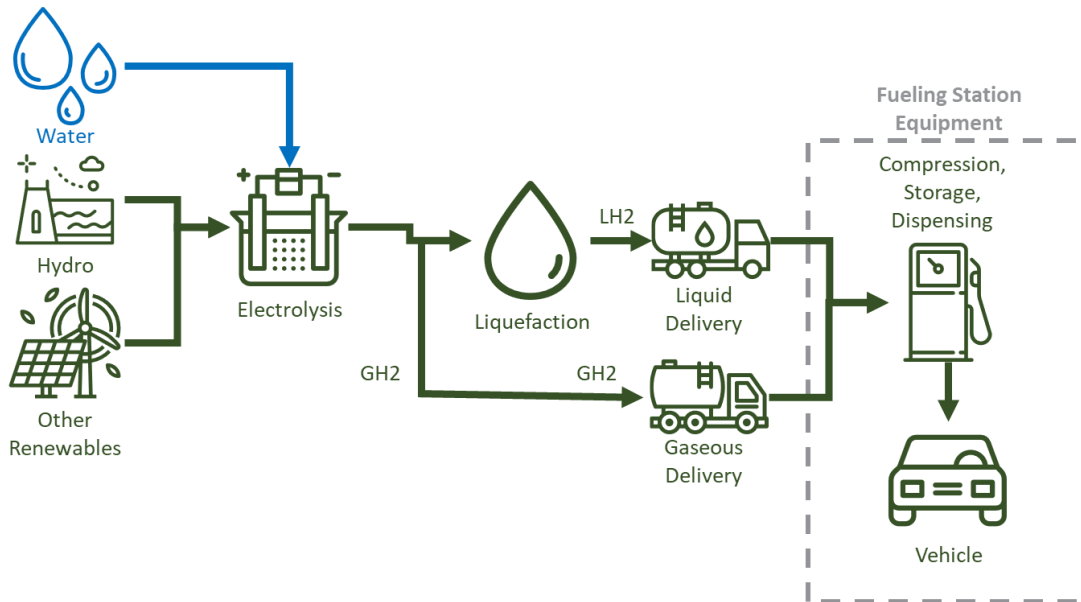 Water
Hydro
Other
Renewables
+ −
Electrolysis
GH2
Liquefaction
LH2
GH2
Liquid
Delivery
Gaseous
Delivery
Fueling Station
Equipment
Compression,
Storage,
Dispensing
Vehicle